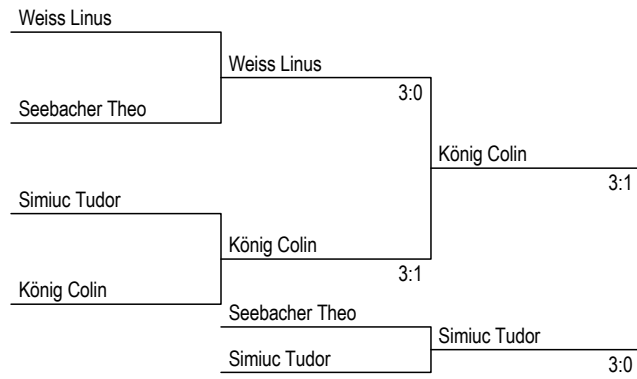 Weiss Linus
Weiss Linus
3:0
Seebacher Theo
König Colin
3:1
Simiuc Tudor
König Colin
3:1
König Colin
Seebacher Theo
Simiuc Tudor
3:0
Simiuc Tudor